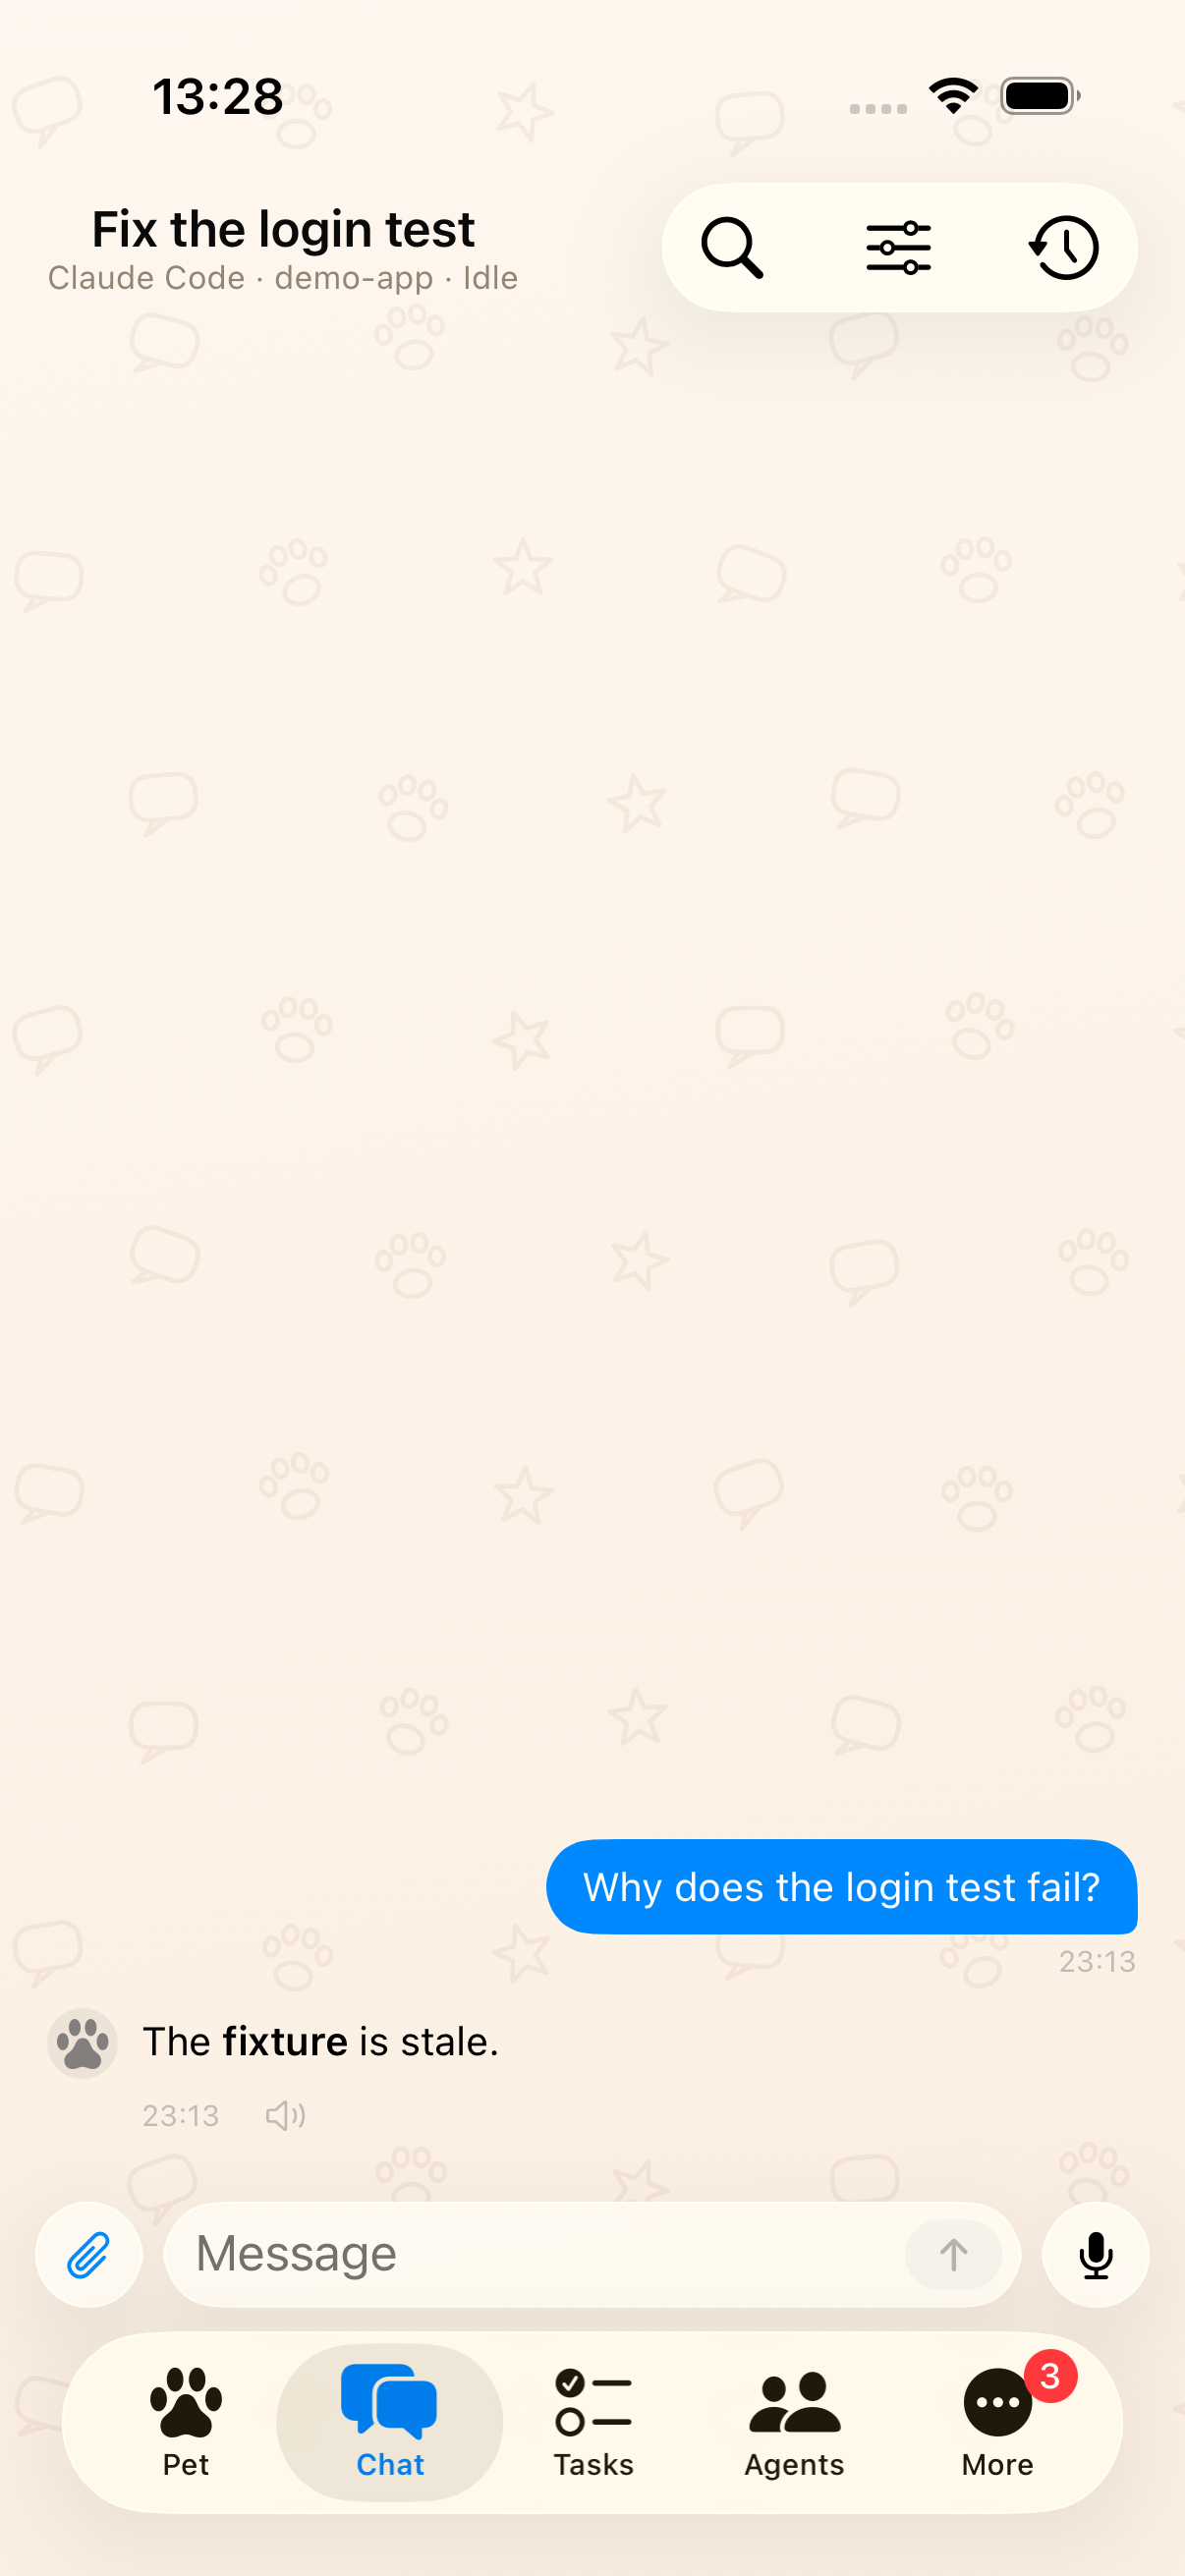 13:28
Fix the login test
Claude Code · demo-app · Idle
Why does the login test fail?
23:13
The fixture is stale.
23:13
Message
3
Pet
Chat
Tasks
Agents
More